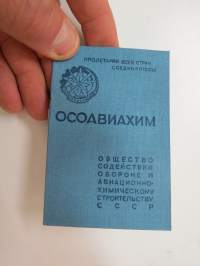 ПРОЛЕТАРИИ ВСЕХ СТРАН,
СОЕДИНЯЙТЕСЬ!
ОСОАВИАХИМ
ОБЩЕСТВО
СОДЕЙСТВИЯ
ОБОРОНЕ И
АВИАЦИОННО-
ХИМИЧЕСКОМУ
СТРОИТЕЛЬСТВУ
СССР